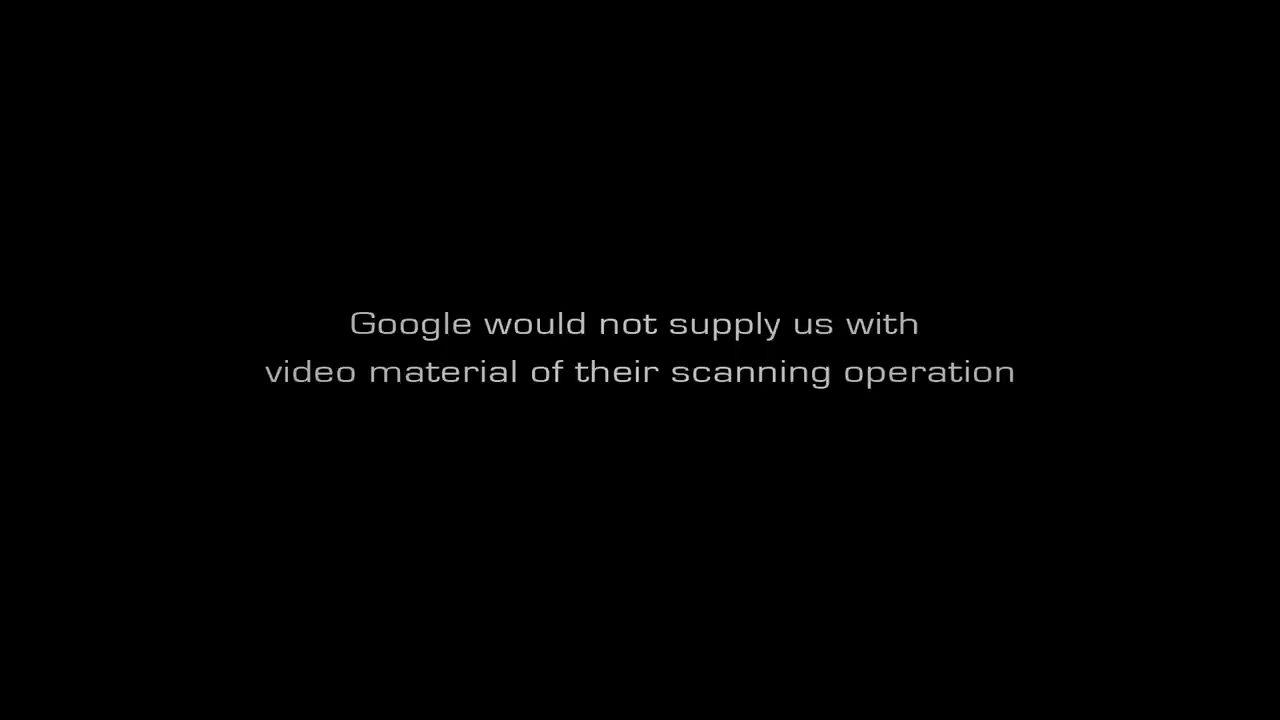 Google would not supply us with
video material of their scanning operation